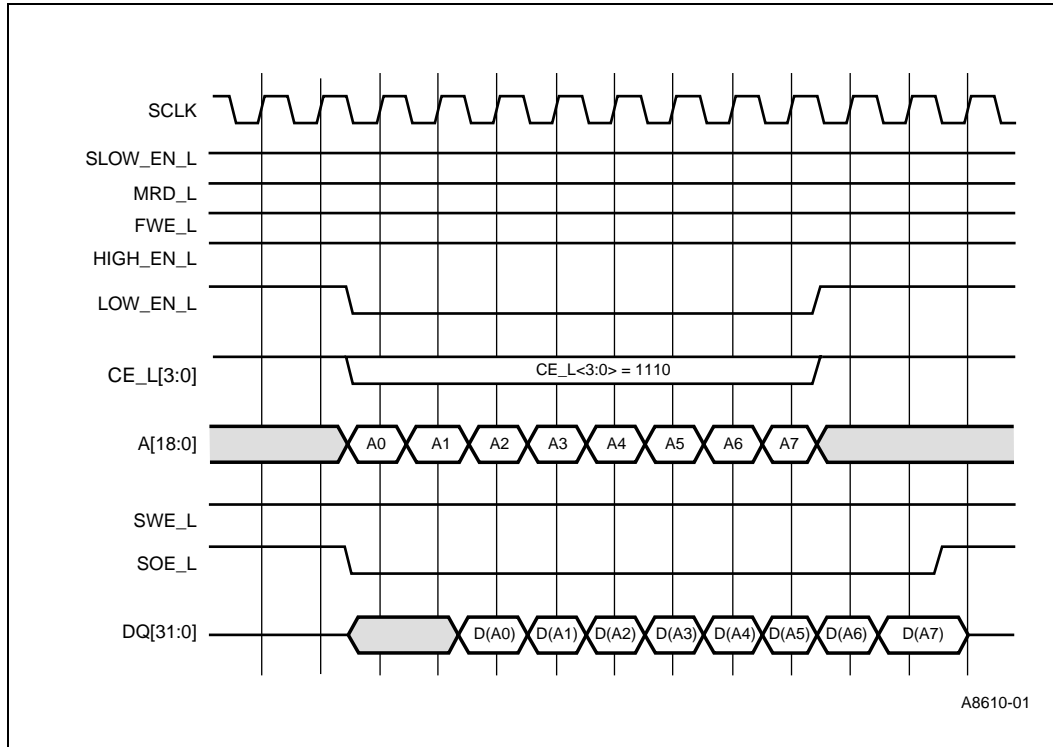 SCLK
SLOW_EN_L
MRD_L
FWE_L
HIGH_EN_L
LOW_EN_L
CE_L[3:0]
CE_L<3:0> = 1110
A[18:0]
A0 A1 A2 A3 A4 A5 A6 A7
SWE_L
SOE_L
DQ[31:0]
D(A0) D(A1) D(A2) D(A3) D(A4) D(A5) D(A6) D(A7)
A8610-01